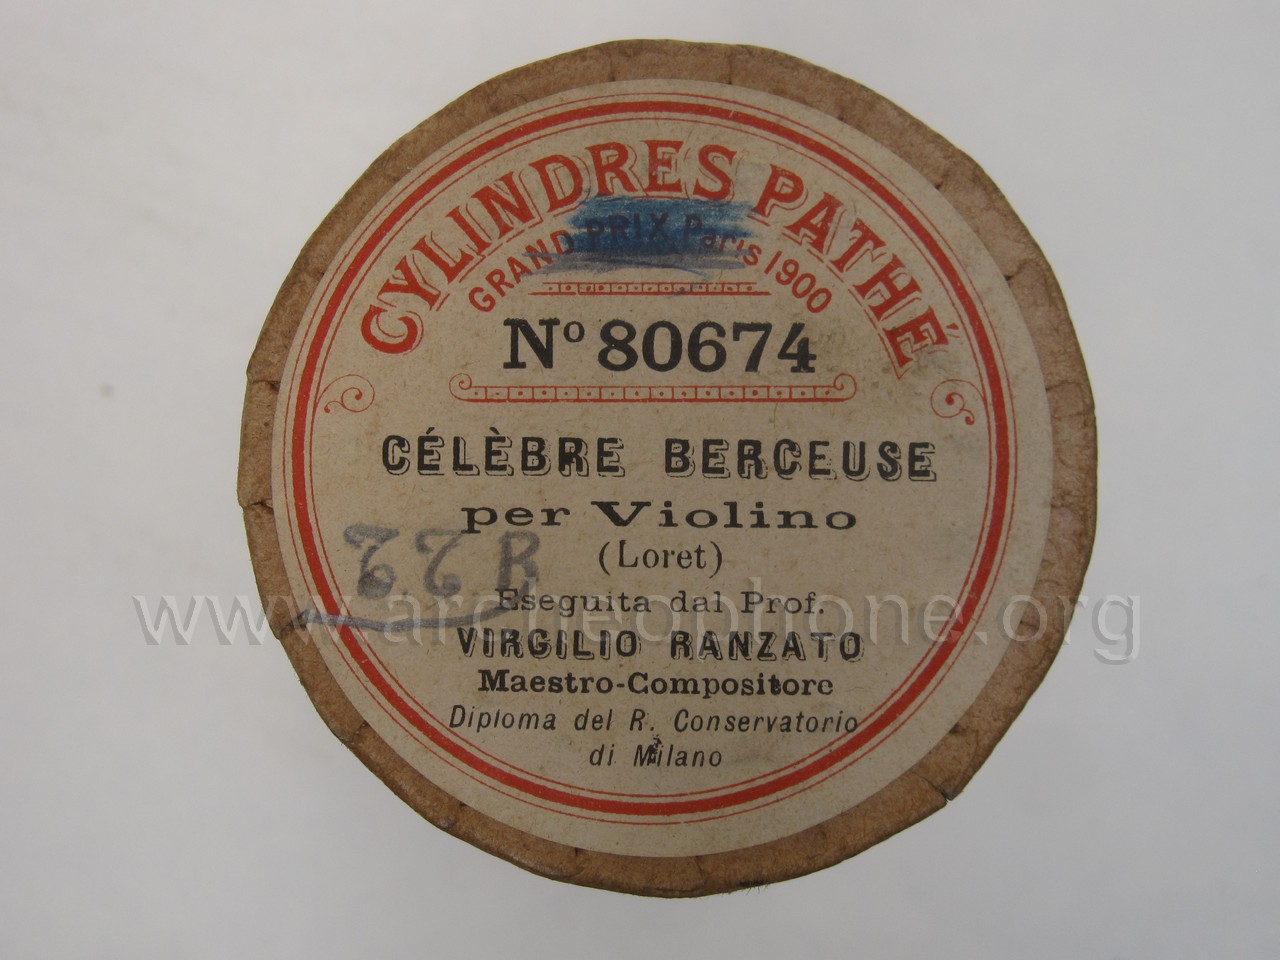 CYLINDRES PATHÉ
GRAND PRIX Paris 1900
Nº 80674
CÉLÈBRE BERCEUSE
per Violino
(Loret)
Eseguita dal Prof.
VIRGILIO RANZATO
Maestro-Compositore
Diploma del R. Conservatorio
di Milano
www.archeophone.org